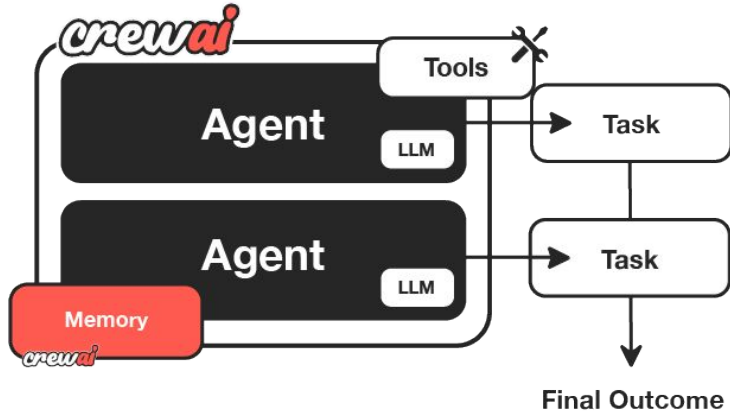 crewai
Tools
Agent
LLM
Task
Agent
LLM
Task
Memory
crewai
Final Outcome